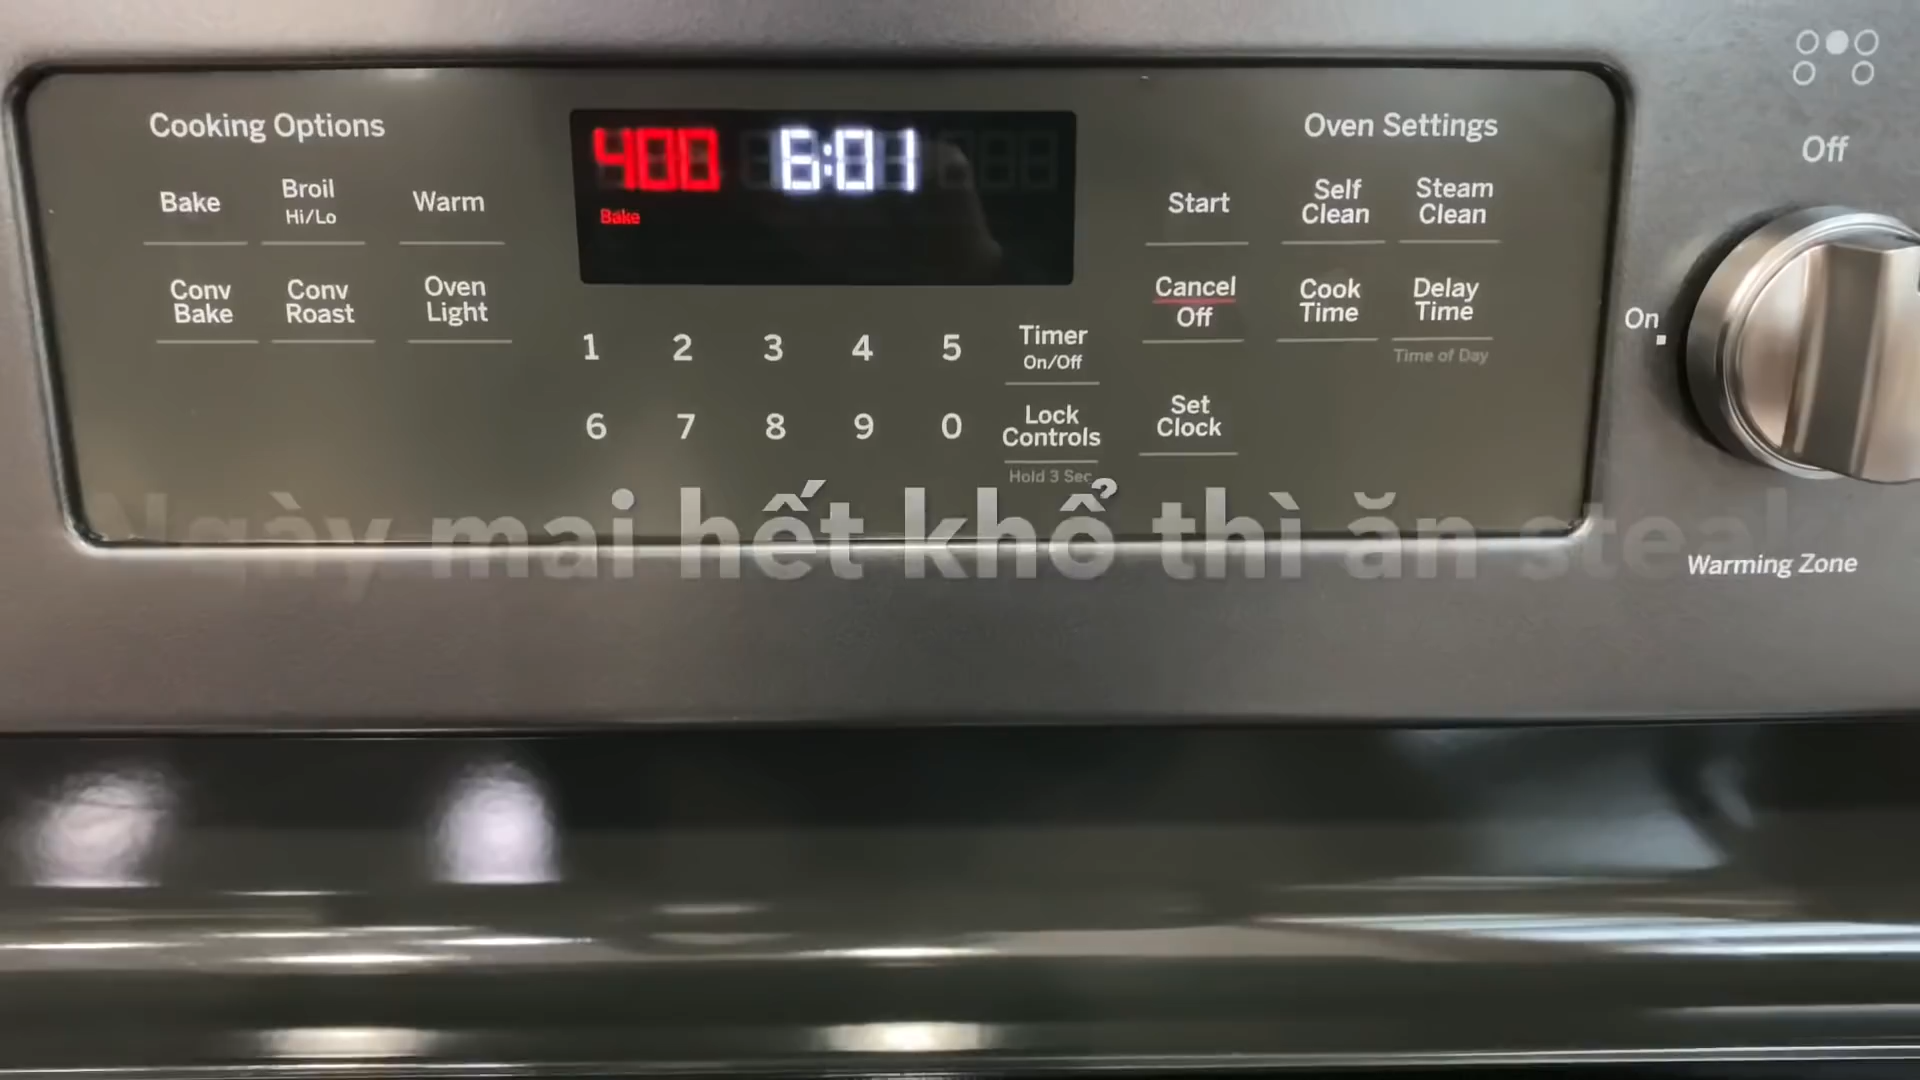 Cooking Options
Bake
Broil
Hi/Lo
Warm
Conv
Bake
Conv
Roast
Oven
Light
400 6:01
Bake
1 2 3 4 5
6 7 8 9 0
Timer
On/Off
Lock
Controls
Hold 3 Sec
Oven Settings
Start
Self
Clean
Steam
Clean
Cancel
Off
Cook
Time
Delay
Time
Time of Day
Set
Clock
Off
On
Warming Zone
Ngày mai hết khổ thì ăn steak